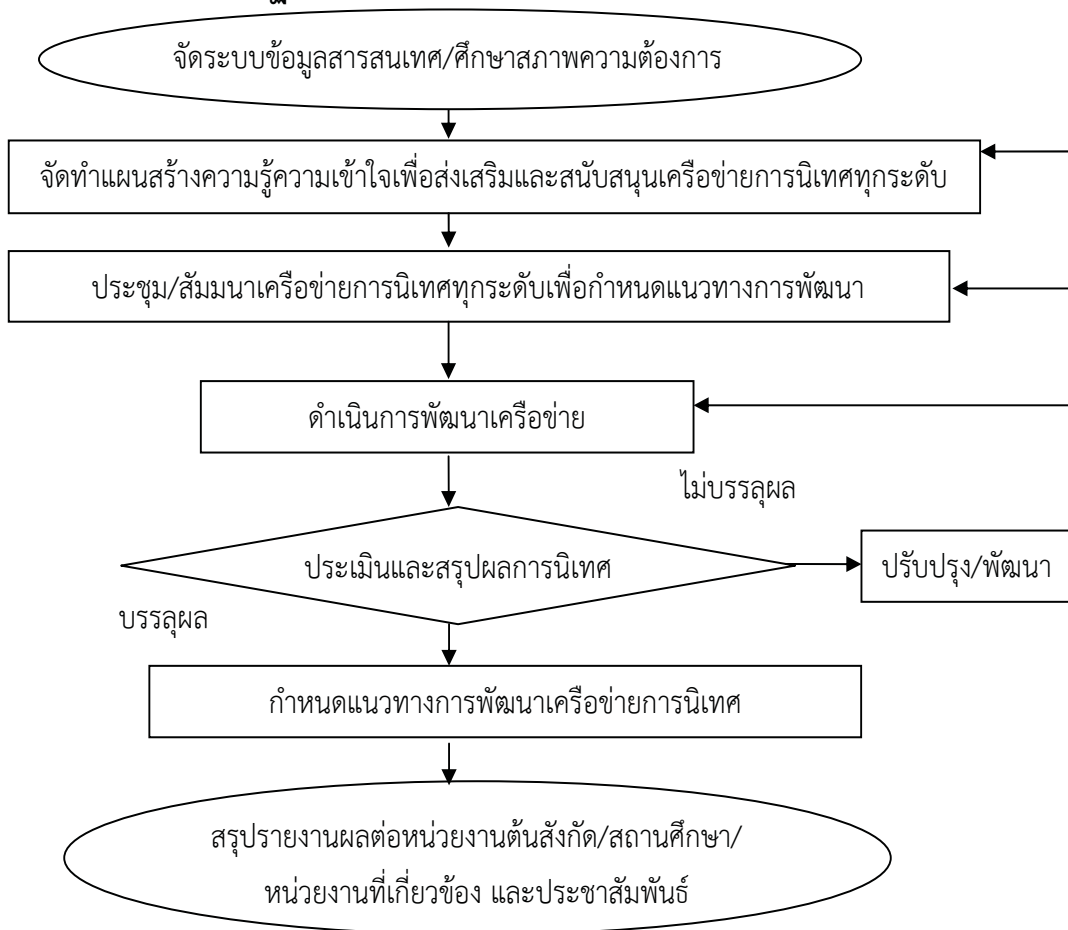 จัดระบบข้อมูลสารสนเทศ/ศึกษาสภาพความต้องการ
จัดทำแผนสร้างความรู้ความเข้าใจเพื่อส่งเสริมและสนับสนุนเครือข่ายการนิเทศทุกระดับ
ประชุม/สัมมนาเครือข่ายการนิเทศทุกระดับเพื่อกำหนดแนวทางการพัฒนา
ดำเนินการพัฒนาเครือข่าย
ไม่บรรลุผล
ประเมินและสรุปผลการนิเทศ
ปรับปรุง/พัฒนา
บรรลุผล
กำหนดแนวทางการพัฒนาเครือข่ายการนิเทศ
สรุปรายงานผลต่อหน่วยงานต้นสังกัด/สถานศึกษา/
หน่วยงานที่เกี่ยวข้อง และประชาสัมพันธ์